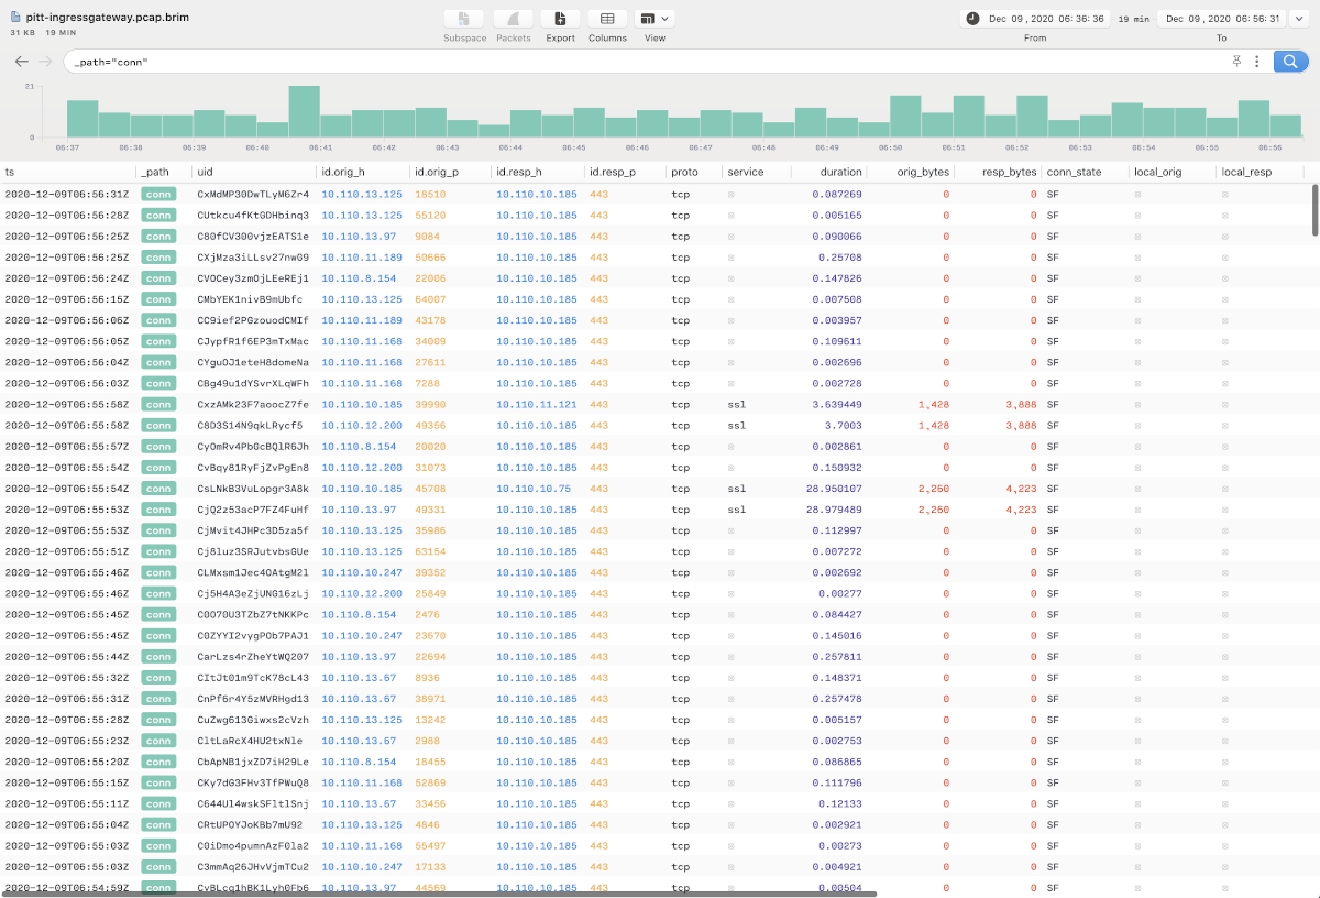 pitt-ingressgateway.pcap.brim
31 KB 19 MIN
Subspace Packets Export Columns View
Dec 09, 2020 06:36:36 19 min Dec 09, 2020 06:56:31
From To
_path="conn"
21
0
06:37 06:38 06:39 06:40 06:41 06:42 06:43 06:44 06:45 06:46 06:47 06:48 06:49 06:50 06:51 06:52 06:53 06:54 06:55 06:56
ts _path uid id.orig_h id.orig_p id.resp_h id.resp_p proto service duration orig_bytes resp_bytes conn_state local_orig local_resp
2020-12-09T06:56:31Z conn CxMdMP30DwTLyM6Zr4 10.110.13.125 18510 10.110.10.185 443 tcp 0.087269 0 0 SF
2020-12-09T06:56:28Z conn CUtkcu4fKtGDHbinq3 10.110.13.125 55120 10.110.10.185 443 tcp 0.005165 0 0 SF
2020-12-09T06:56:25Z conn C80fCV300vjzEATS1e 10.110.13.97 9084 10.110.10.185 443 tcp 0.090066 0 0 SF
2020-12-09T06:56:25Z conn CXjMza3iLLsv27nwG9 10.110.11.189 50666 10.110.10.185 443 tcp 0.25708 0 0 SF
2020-12-09T06:56:24Z conn CVOCey3zmOjLEeREj1 10.110.8.154 22006 10.110.10.185 443 tcp 0.147826 0 0 SF
2020-12-09T06:56:15Z conn CMbYEK1nivB9mUbfc 10.110.13.125 64007 10.110.10.185 443 tcp 0.007508 0 0 SF
2020-12-09T06:56:06Z conn CC9ief2PGzouodCMIf 10.110.11.189 43178 10.110.10.185 443 tcp 0.003957 0 0 SF
2020-12-09T06:56:05Z conn CJypfR1f6EP3mTxMac 10.110.11.168 34009 10.110.10.185 443 tcp 0.109611 0 0 SF
2020-12-09T06:56:04Z conn CYguOJ1eteH8domeNa 10.110.11.168 27611 10.110.10.185 443 tcp 0.002696 0 0 SF
2020-12-09T06:56:03Z conn CBg49u1dYSvrXLqWFh 10.110.11.168 7288 10.110.10.185 443 tcp 0.002728 0 0 SF
2020-12-09T06:55:58Z conn CxzAMk23F7aoocZ7fe 10.110.10.185 39990 10.110.11.121 443 tcp ssl 3.639449 1,428 3,888 SF
2020-12-09T06:55:58Z conn C8D3S14N9qkLRycf5 10.110.12.200 49356 10.110.10.185 443 tcp ssl 3.7003 1,428 3,888 SF
2020-12-09T06:55:57Z conn CyOmRv4PbGcBQlR6Jh 10.110.8.154 20020 10.110.10.185 443 tcp 0.002861 0 0 SF
2020-12-09T06:55:54Z conn CvBqy81RyFjZvPgEn8 10.110.12.200 31073 10.110.10.185 443 tcp 0.150932 0 0 SF
2020-12-09T06:55:54Z conn CsLNkB3VuLopgr3A8k 10.110.10.185 45708 10.110.10.75 443 tcp ssl 28.950107 2,250 4,223 SF
2020-12-09T06:55:53Z conn CjQ2z53acP7FZ4FuHf 10.110.13.97 49331 10.110.10.185 443 tcp ssl 28.979489 2,250 4,223 SF
2020-12-09T06:55:53Z conn CjMvit4JHPc3D5za5f 10.110.13.125 35986 10.110.10.185 443 tcp 0.112997 0 0 SF
2020-12-09T06:55:51Z conn Cj8luz3SRJutvbsGUe 10.110.13.125 63154 10.110.10.185 443 tcp 0.007272 0 0 SF
2020-12-09T06:55:46Z conn CLMxsm1Jec4OAtgM2l 10.110.10.247 39352 10.110.10.185 443 tcp 0.002692 0 0 SF
2020-12-09T06:55:46Z conn Cj5H4A3eZjUNG16zLj 10.110.12.200 25849 10.110.10.185 443 tcp 0.00277 0 0 SF
2020-12-09T06:55:45Z conn C0070U3TZbZ7tNKKPc 10.110.8.154 2476 10.110.10.185 443 tcp 0.084427 0 0 SF
2020-12-09T06:55:45Z conn C0ZYYI2vygPOb7PAJ1 10.110.10.247 23670 10.110.10.185 443 tcp 0.145016 0 0 SF
2020-12-09T06:55:44Z conn CarLzs4rZheYtWQ207 10.110.13.97 22694 10.110.10.185 443 tcp 0.257811 0 0 SF
2020-12-09T06:55:32Z conn CItJt01m9TcK78cL43 10.110.13.67 8936 10.110.10.185 443 tcp 0.148371 0 0 SF
2020-12-09T06:55:31Z conn CnPf6r4Y5zMVRHgd13 10.110.13.67 38971 10.110.10.185 443 tcp 0.257478 0 0 SF
2020-12-09T06:55:28Z conn CuZwg613Giwxs2cVzh 10.110.13.125 13242 10.110.10.185 443 tcp 0.005157 0 0 SF
2020-12-09T06:55:23Z conn CltLaRcX4HU2txNle 10.110.13.67 2988 10.110.10.185 443 tcp 0.002753 0 0 SF
2020-12-09T06:55:20Z conn CbApNB1jxZD7iH29Le 10.110.8.154 18455 10.110.10.185 443 tcp 0.086865 0 0 SF
2020-12-09T06:55:15Z conn CKy7dG3FHv3TfPWuQ8 10.110.11.168 52869 10.110.10.185 443 tcp 0.111796 0 0 SF
2020-12-09T06:55:11Z conn C644Ul4wskSFltlSnj 10.110.13.67 33456 10.110.10.185 443 tcp 0.12133 0 0 SF
2020-12-09T06:55:04Z conn CRtUPOYJoKBb7mU92 10.110.13.125 4846 10.110.10.185 443 tcp 0.002921 0 0 SF
2020-12-09T06:55:03Z conn C0iDmo4pumnAzF0la2 10.110.11.168 55497 10.110.10.185 443 tcp 0.00273 0 0 SF
2020-12-09T06:55:03Z conn C3mmAq26JHvVjmTCu2 10.110.10.247 17133 10.110.10.185 443 tcp 0.004921 0 0 SF
2020-12-09T06:54:59Z conn CvBLcq1hBK1Lyh0Fb6 10.110.13.97 44569 10.110.10.185 443 tcp 0.00504 0 0 SF